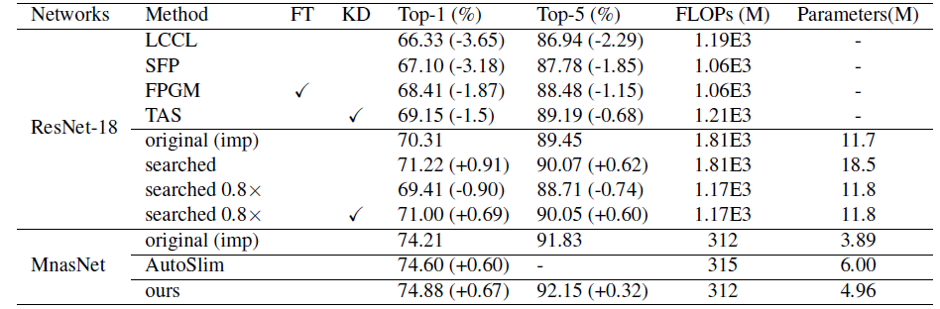 Networks Method FT KD Top-1 (%) Top-5 (%) FLOPs (M) Parameters(M)
LCCL 66.33 (-3.65) 86.94 (-2.29) 1.19E3 -
SFP 67.10 (-3.18) 87.78 (-1.85) 1.06E3 -
FPGM ✓ 68.41 (-1.87) 88.48 (-1.15) 1.06E3 -
TAS ✓ 69.15 (-1.5) 89.19 (-0.68) 1.21E3 -
ResNet-18
original (imp) 70.31 89.45 1.81E3 11.7
searched 71.22 (+0.91) 90.07 (+0.62) 1.81E3 18.5
searched 0.8× 69.41 (-0.90) 88.71 (-0.74) 1.17E3 11.8
searched 0.8× ✓ 71.00 (+0.69) 90.05 (+0.60) 1.17E3 11.8
original (imp) 74.21 91.83 312 3.89
MnasNet AutoSlim 74.60 (+0.60) - 315 6.00
ours 74.88 (+0.67) 92.15 (+0.32) 312 4.96